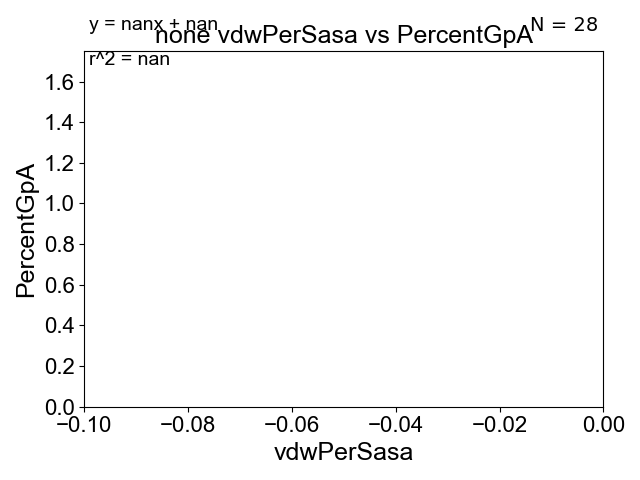 y = nanx + nan
none vdwPerSasa vs PercentGpA
N = 28
r^2 = nan
PercentGpA
1.6
1.4
1.2
1.0
0.8
0.6
0.4
0.2
0.0
−0.10
−0.08
−0.06
−0.04
−0.02
0.00
vdwPerSasa